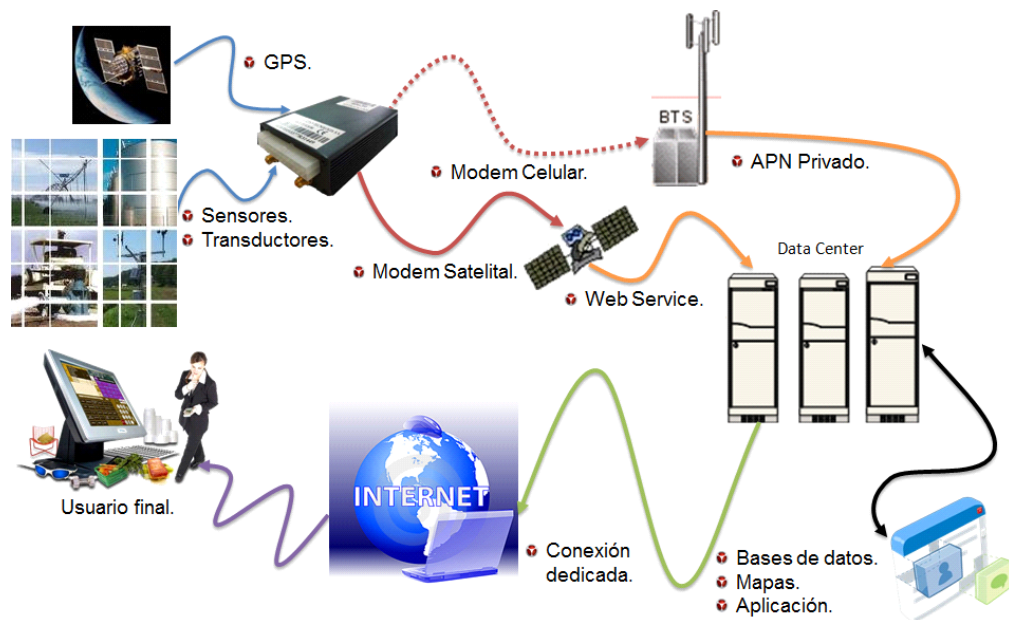 GPS.
BTS
Modem Celular.
APN Privado.
Sensores.
Transductores.
Modem Satelital.
Data Center
Web Service.
INTERNET
Usuario final.
Conexión
dedicada.
Bases de datos.
Mapas.
Aplicación.